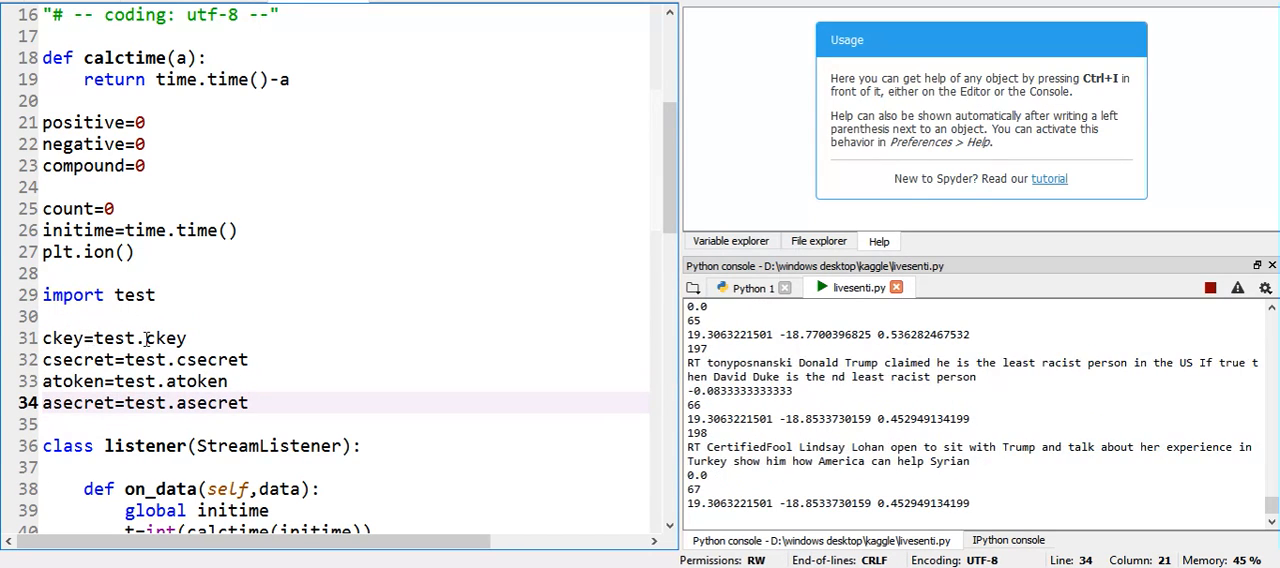 16 "# -- coding: utf-8 --"
17
18 def calctime(a):
19 return time.time()-a
20
21 positive=0
22 negative=0
23 compound=0
24
25 count=0
26 initime=time.time()
27 plt.ion()
28
29 import test
30
31 ckey=test.ckey
32 csecret=test.csecret
33 atoken=test.atoken
34 asecret=test.asecret
35
36 class listener(StreamListener):
37
38 def on_data(self,data):
39 global initime
40 t=int(calctime(initime))
Usage
Here you can get help of any object by pressing Ctrl+I in
front of it, either on the Editor or the Console.
Help can also be shown automatically after writing a left
parenthesis next to an object. You can activate this
behavior in Preferences > Help.
New to Spyder? Read our tutorial
Variable explorer File explorer Help
Python console - D:\windows desktop\kaggle\livesenti.py
Python 1 livesenti.py
0.0
65
19.3063221501 -18.7700396825 0.536282467532
197
RT tonyposnanski Donald Trump claimed he is the least racist person in the US If true t
hen David Duke is the nd least racist person
-0.0833333333333
66
19.3063221501 -18.8533730159 0.452949134199
198
RT CertifiedFool Lindsay Lohan open to sit with Trump and talk about her experience in
Turkey show him how America can help Syrian
0.0
67
19.3063221501 -18.8533730159 0.452949134199
Python console - D:\windows desktop\kaggle\livesenti.py IPython console
Permissions: RW End-of-lines: CRLF Encoding: UTF-8 Line: 34 Column: 21 Memory: 45 %